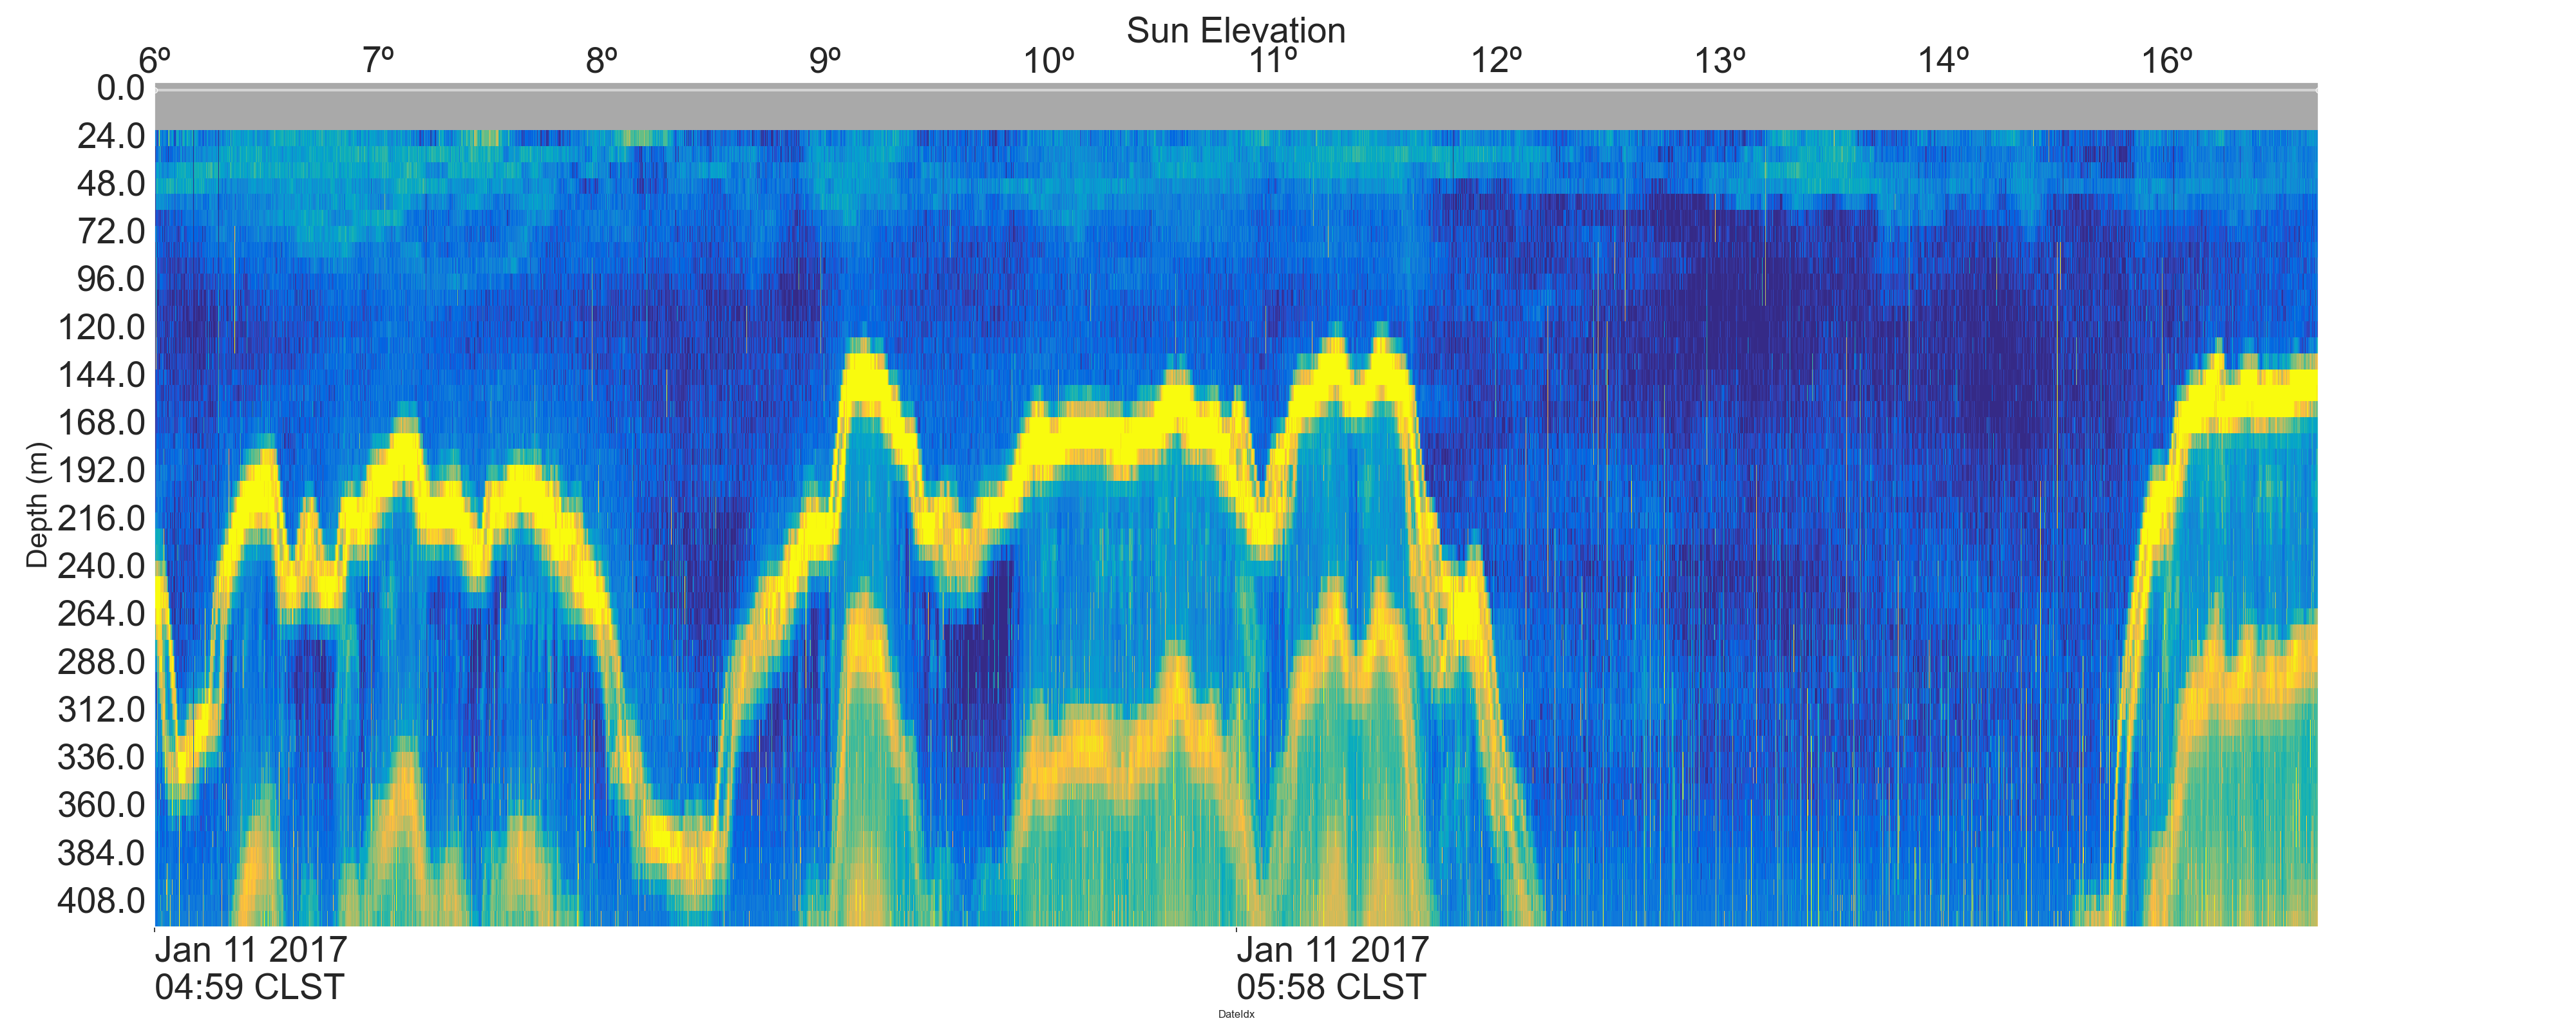 Sun Elevation
6º 7º 8º 9º 10º 11º 12º 13º 14º 16º
0.0
24.0
48.0
72.0
96.0
120.0
144.0
168.0
192.0
216.0
240.0
264.0
288.0
312.0
336.0
360.0
384.0
408.0
Depth (m)
Jan 11 2017
04:59 CLST
Jan 11 2017
05:58 CLST
DateIdx